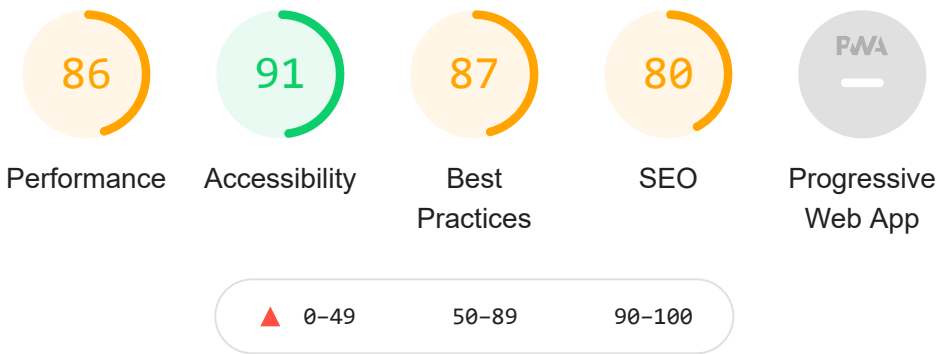 86 91 87 80 PWA
Performance Accessibility Best Practices SEO Progressive Web App
0–49 50–89 90–100